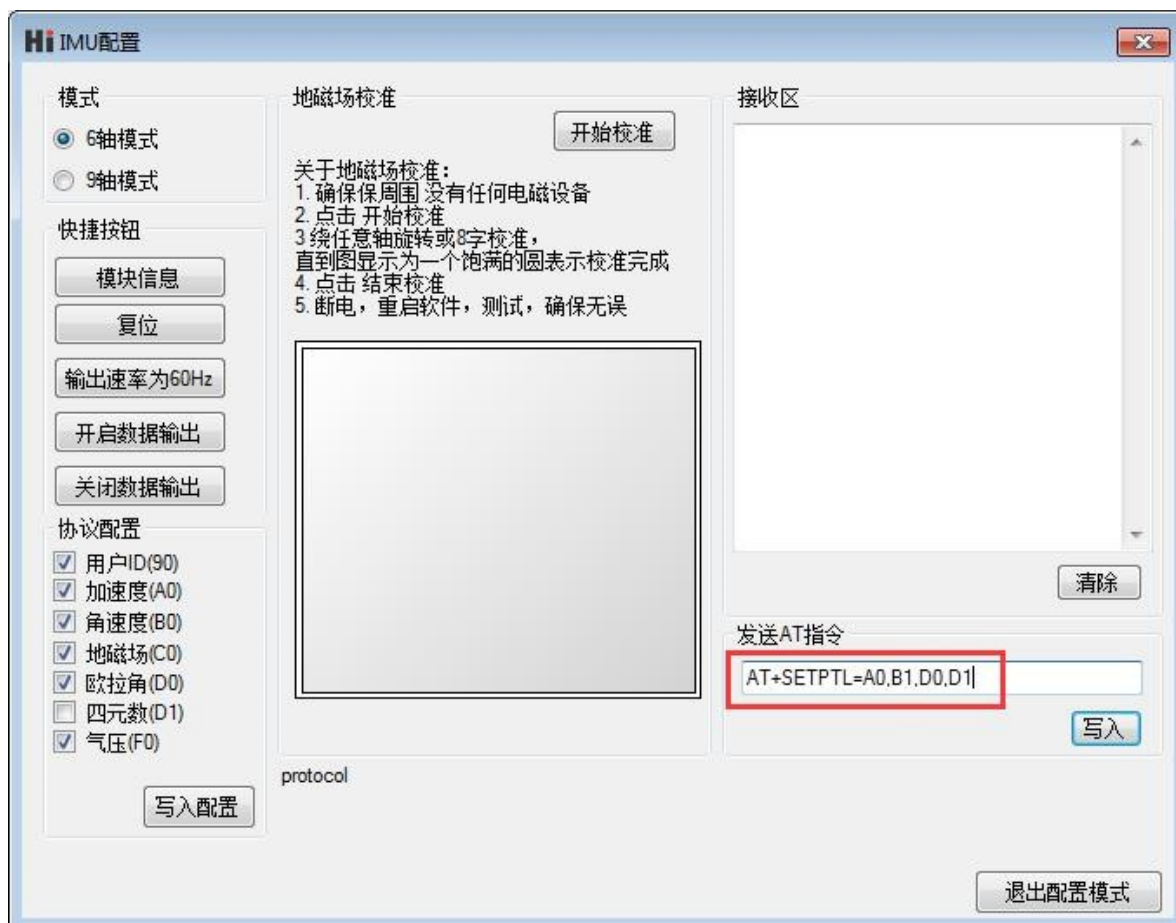 Hi IMU配置
模式
6轴模式
9轴模式
快捷按钮
模块信息
复位
输出速率为60Hz
开启数据输出
关闭数据输出
协议配置
用户ID(90)
加速度(A0)
角速度(B0)
地磁场(C0)
欧拉角(D0)
四元数(D1)
气压(F0)
写入配置
地磁场校准
开始校准
关于地磁场校准：
1. 确保保周围 没有任何电磁设备
2. 点击 开始校准
3 绕任意轴旋转或8字校准，
直到图显示为一个饱满的圆表示校准完成
4. 点击 结束校准
5. 断电，重启软件，测试，确保无误
protocol
接收区
清除
发送AT指令
AT+SETPTL=A0,B1,D0,D1
写入
退出配置模式